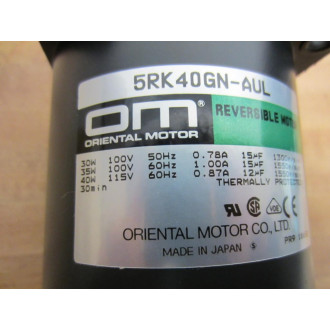 5RK40GN-AUL
om®
REVERSIBLE MOTOR
ORIENTAL MOTOR
30W 100V 50Hz 0.78A 15μF
35W 100V 60Hz 1.00A 15μF
40W 115V 60Hz 0.87A 12μF
30min THERMALLY
ORIENTAL MOTOR CO., LTD.
MADE IN JAPAN